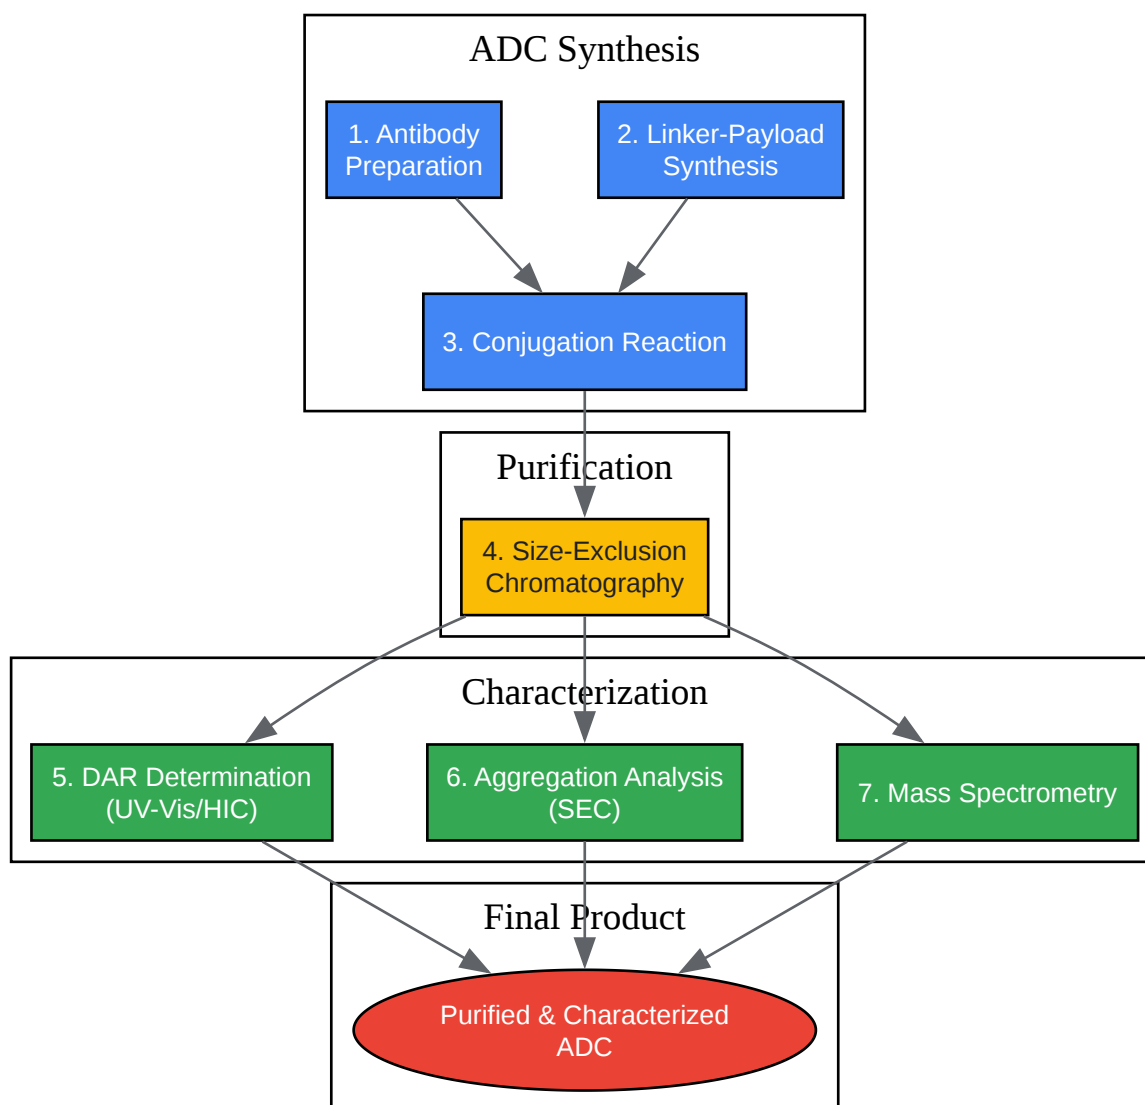 ADC Synthesis
1. Antibody
Preparation
2. Linker-Payload
Synthesis
3. Conjugation Reaction
Purification
4. Size-Exclusion
Chromatography
Characterization
5. DAR Determination
(UV-Vis/HIC)
6. Aggregation Analysis
(SEC)
7. Mass Spectrometry
Final Product
Purified & Characterized
ADC